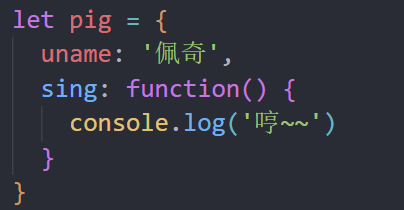 let pig = {
  uname: '佩奇',
  sing: function() {
    console.log('哼~~')
  }
}